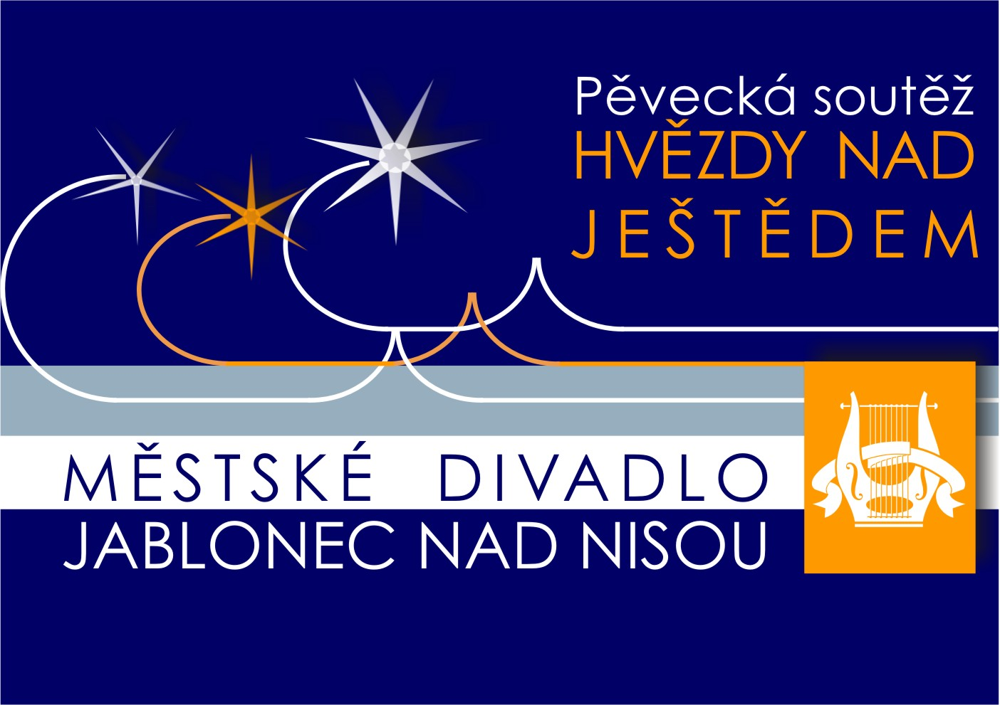 Pěvecká soutěž
HVĚZDY NAD
JEŠTĚDEM
MĚSTSKÉ DIVADLO
JABLONEC NAD NISOU